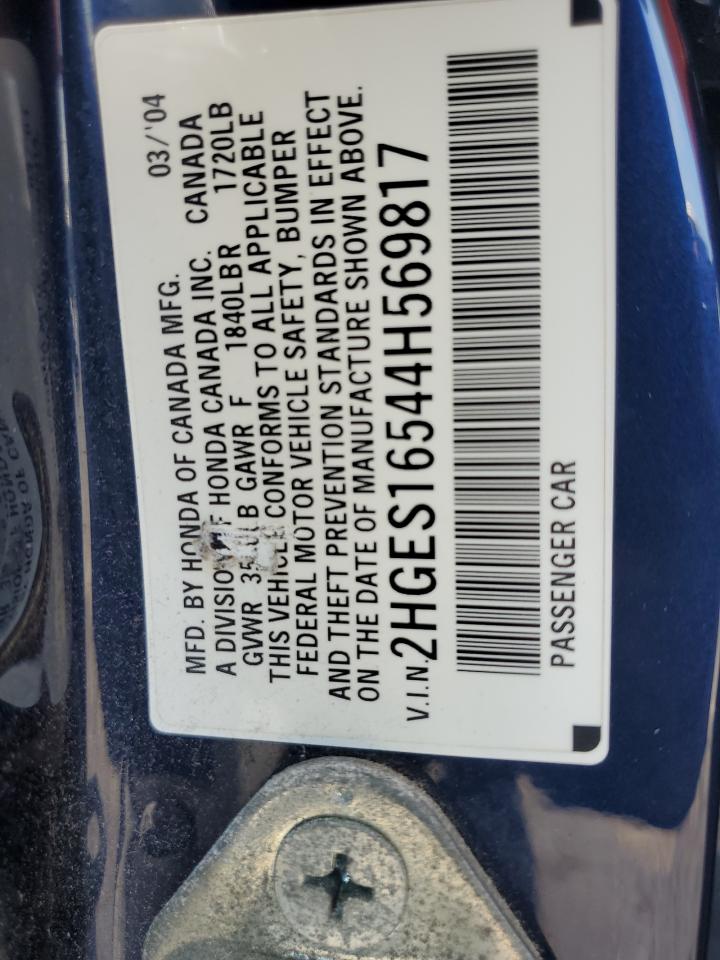 MFD. BY HONDA OF CANADA MFG. 03/'04
A DIVISION OF HONDA CANADA INC. CANADA
GVWR GAWR F 1840LBR 1720LB
THIS VEHICLE CONFORMS TO ALL APPLICABLE
FEDERAL MOTOR VEHICLE SAFETY, BUMPER
AND THEFT PREVENTION STANDARDS IN EFFECT
ON THE DATE OF MANUFACTURE SHOWN ABOVE.
V.I.N. 2HGES16544H569817
PASSENGER CAR